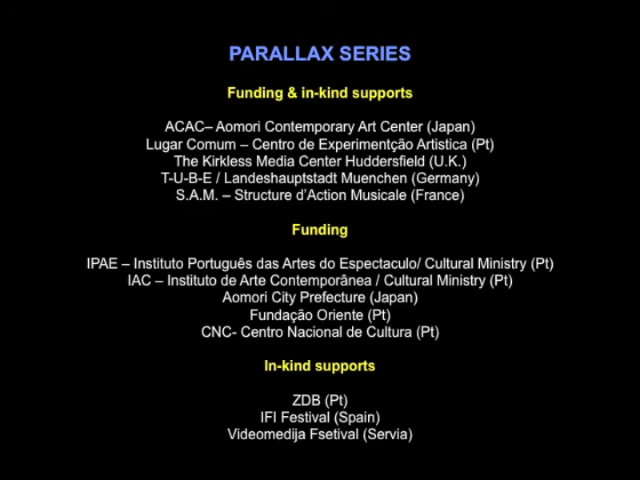 PARALLAX SERIES
Funding & in-kind supports
ACAC– Aomori Contemporary Art Center (Japan)
Lugar Comum – Centro de Experimentção Artistica (Pt)
The Kirkless Media Center Huddersfield (U.K.)
T-U-B-E / Landeshauptstadt Muenchen (Germany)
S.A.M. – Structure d'Action Musicale (France)
Funding
IPAE – Instituto Português das Artes do Espectaculo/ Cultural Ministry (Pt)
IAC – Instituto de Arte Contemporânea / Cultural Ministry (Pt)
Aomori City Prefecture (Japan)
Fundação Oriente (Pt)
CNC- Centro Nacional de Cultura (Pt)
In-kind supports
ZDB (Pt)
IFI Festival (Spain)
Videomedija Fsetival (Servia)